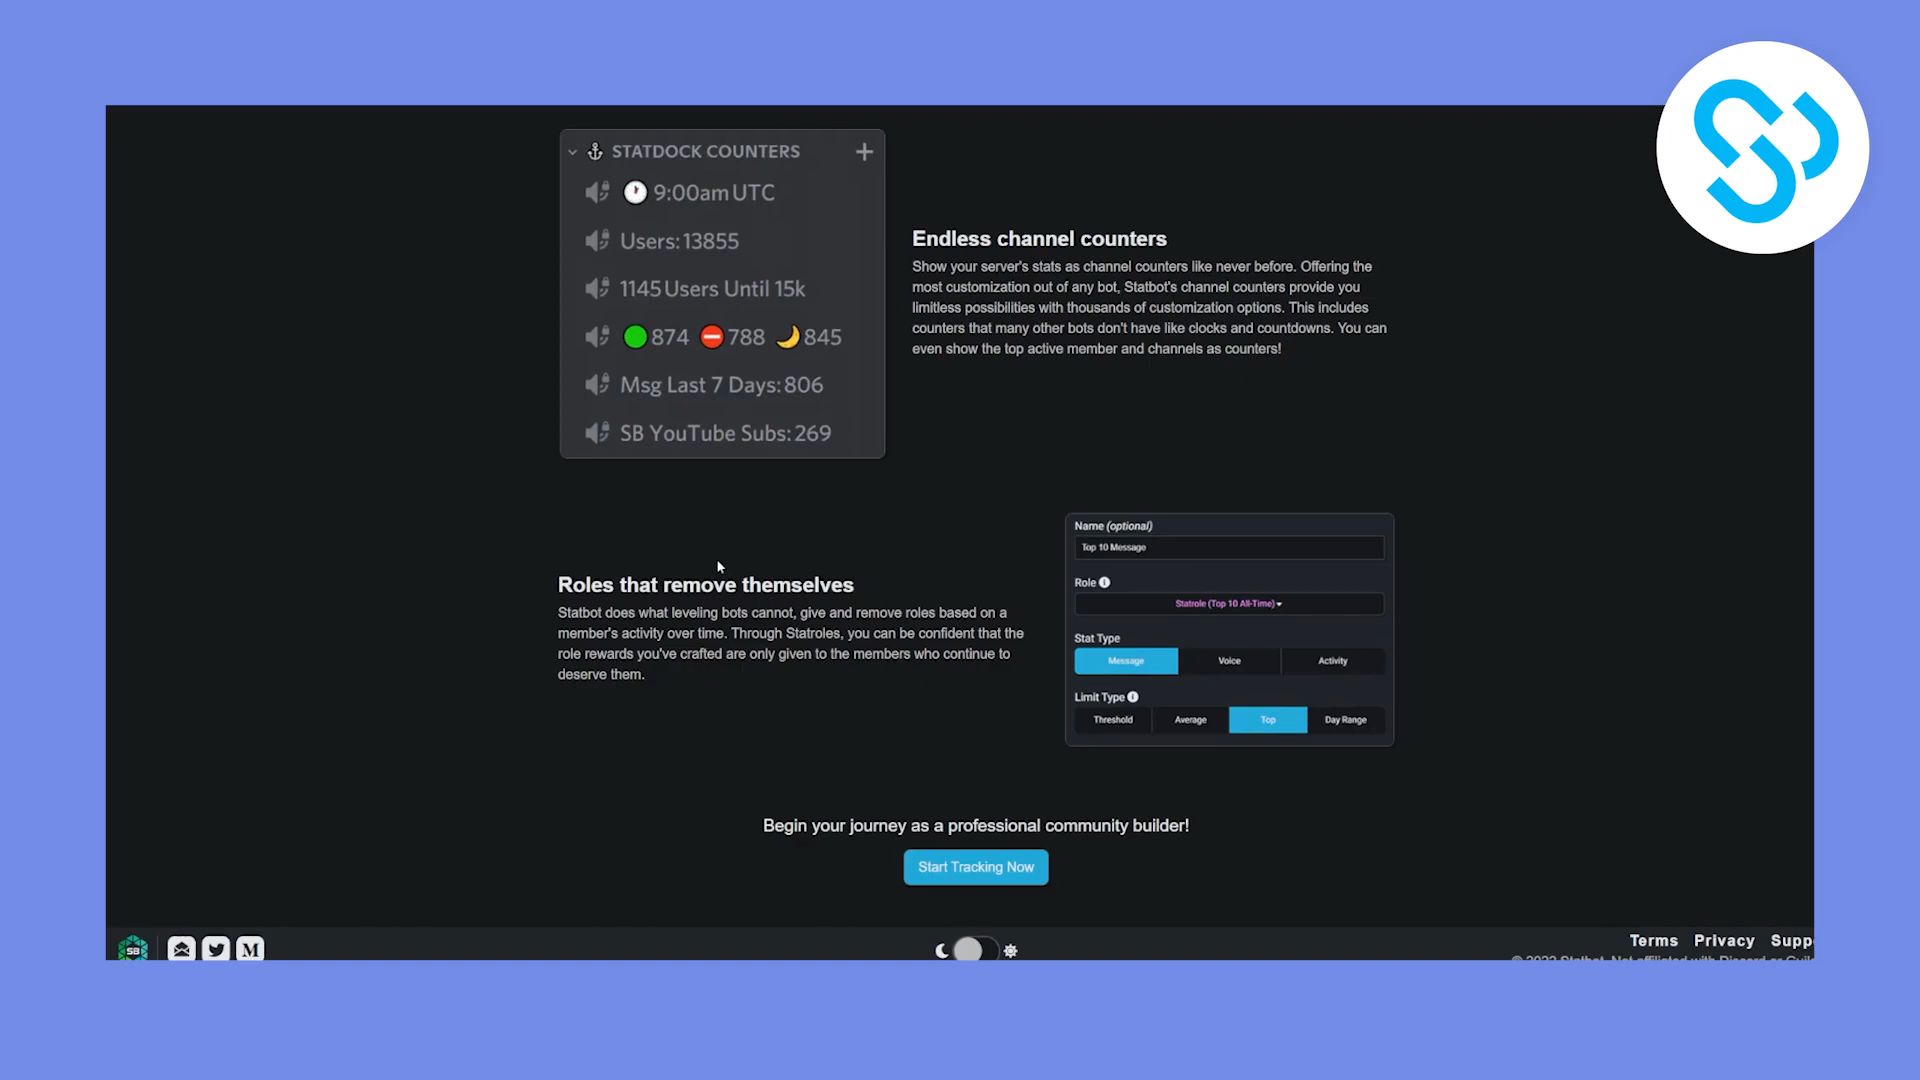 STATDOCK COUNTERS
9:00am UTC
Users: 13855
1145 Users Until 15k
874 788 845
Msg Last 7 Days: 806
SB YouTube Subs: 269
Endless channel counters
Show your server's stats as channel counters like never before. Offering the
most customization out of any bot, Statbot's channel counters provide you
limitless possibilities with thousands of customization options. This includes
counters that many other bots don't have like clocks and countdowns. You can
even show the top active member and channels as counters!
Roles that remove themselves
Statbot does what leveling bots cannot, give and remove roles based on a
member's activity over time. Through Statroles, you can be confident that the
role rewards you've crafted are only given to the members who continue to
deserve them.
Name (optional)
Top 10 Message
Role
Statrole (Top 10 All-Time)
Stat Type
Message Voice Activity
Limit Type
Threshold Average Top Day Range
Begin your journey as a professional community builder!
Start Tracking Now
SB
M
Terms Privacy Supp